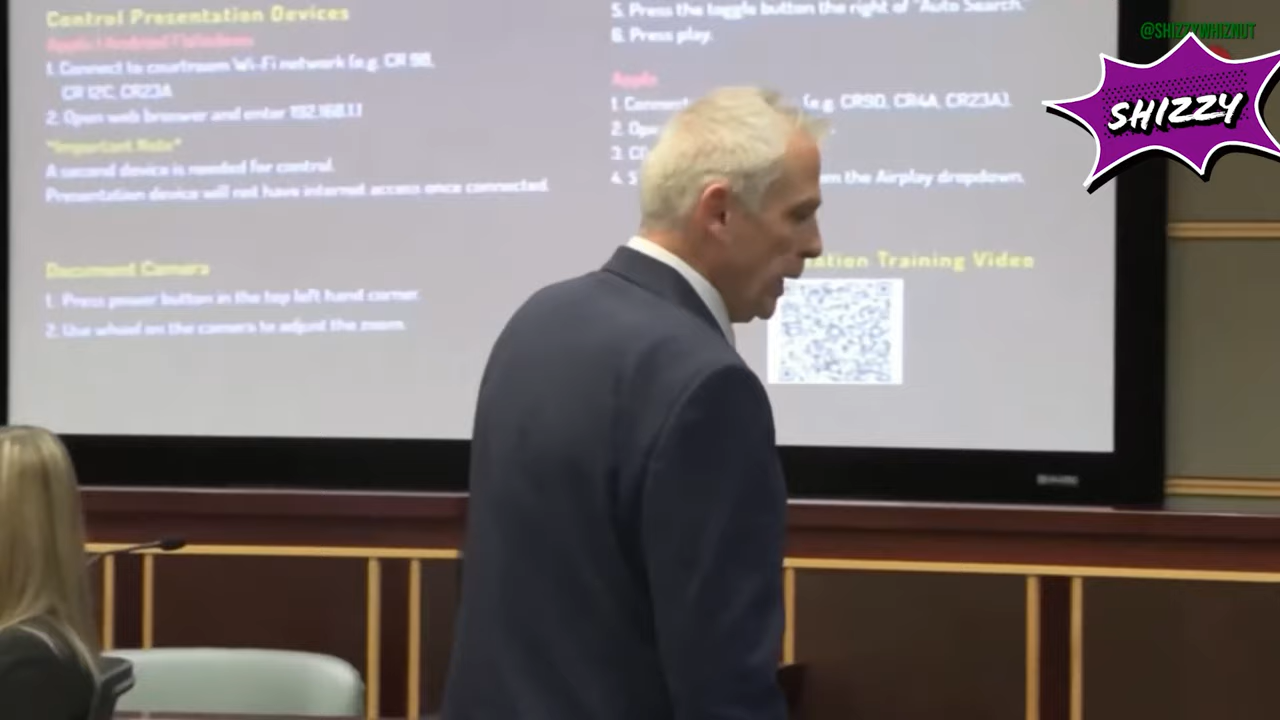 Control Presentation Devices
1. Connect to courtroom Wi-Fi network (e.g. CR 9B,
CR 12C, CR23A
2. Open web browser and enter 192.168.1.1
"Important Note"
A second device is needed for control.
Presentation device will not have internet access once connected.
Document Camera
1. Press power button in the top left hand corner.
2. Use wheel on the camera to adjust the zoom.
5. Press the toggle button the right of "Auto Search."
6. Press play.
Apple
1. Connect (e.g. CR9D, CR4A, CR23A).
2.
3.
4. the Airplay dropdown.
Training Video
@SHIZZYWHIZNUT
SHIZZY